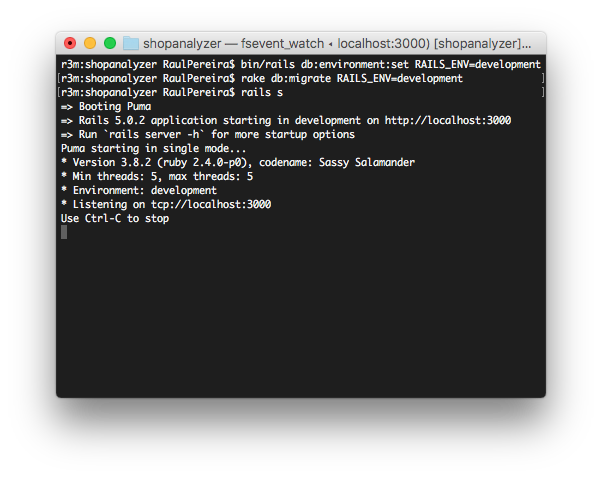 shopanalyzer — fsevent_watch ◂ localhost:3000) [shopanalyzer]...
r3m:shopanalyzer RaulPereira$ bin/rails db:environment:set RAILS_ENV=development
[r3m:shopanalyzer RaulPereira$ rake db:migrate RAILS_ENV=development ]
[r3m:shopanalyzer RaulPereira$ rails s ]
=> Booting Puma
=> Rails 5.0.2 application starting in development on http://localhost:3000
=> Run `rails server -h` for more startup options
Puma starting in single mode...
* Version 3.8.2 (ruby 2.4.0-p0), codename: Sassy Salamander
* Min threads: 5, max threads: 5
* Environment: development
* Listening on tcp://localhost:3000
Use Ctrl-C to stop